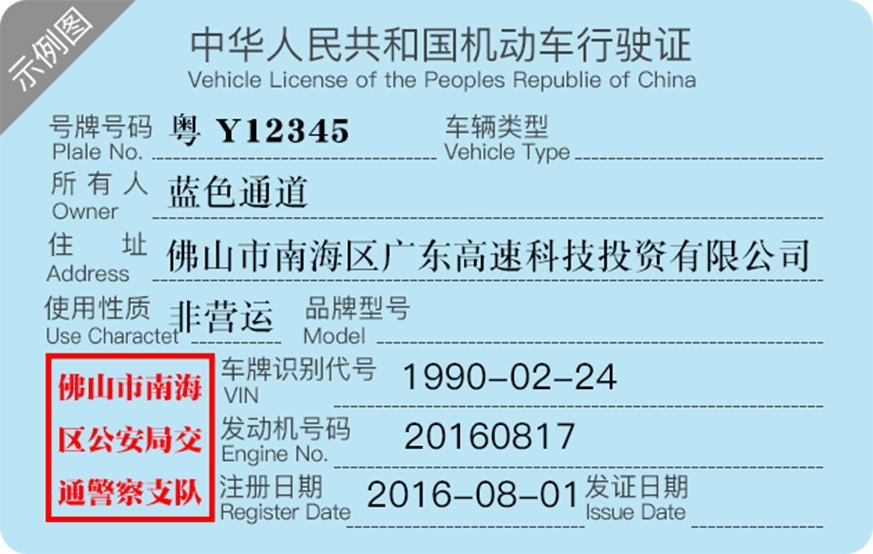 示例图
中华人民共和国机动车行驶证
Vehicle License of the Peoples Republie of China
号牌号码 粤 Y12345 车辆类型
Plale No. Vehicle Type
所有人 蓝色通道
Owner
住 址 佛山市南海区广东高速科技投资有限公司
Address
使用性质 非营运 品牌型号
Use Charactet Model
佛山市南海
区公安局交
通警察支队
车牌识别代号 1990-02-24
VIN
发动机号码 20160817
Engine No.
注册日期 2016-08-01 发证日期
Register Date Issue Date